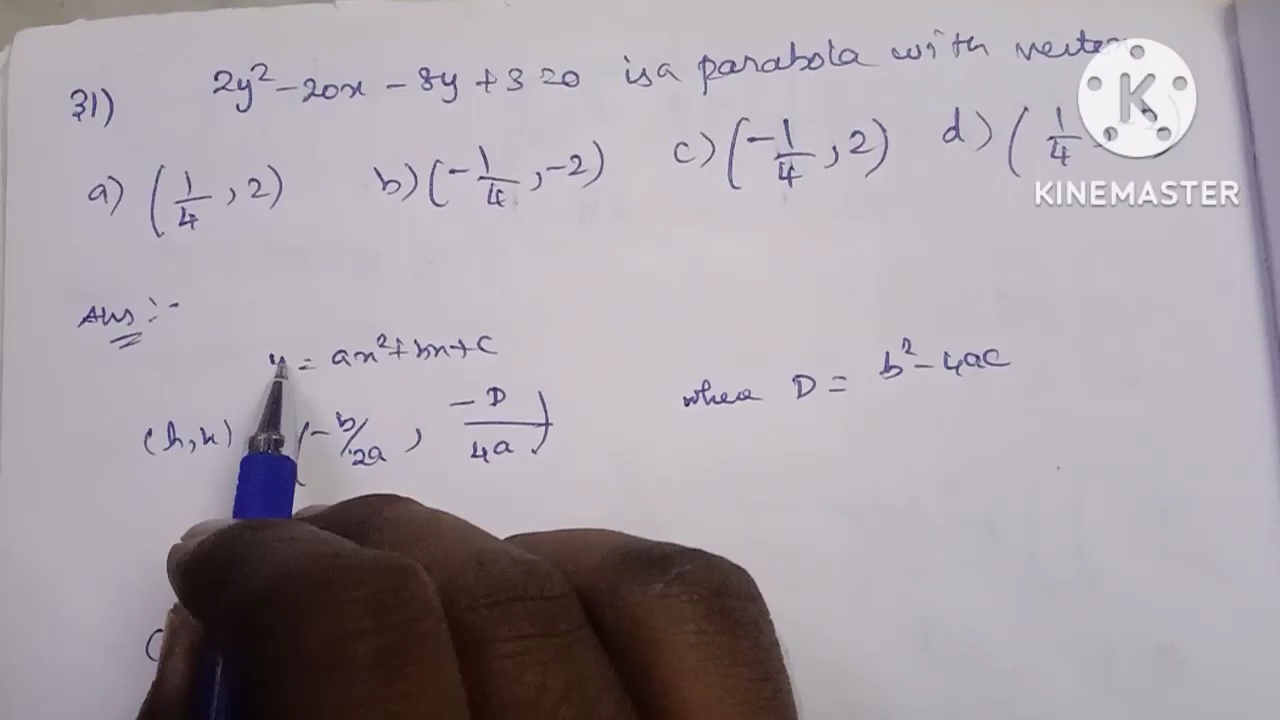 31) 2y² - 20x - 8y + 3 = 0 is a parabola with vertex
a) (1/4, 2) b) (-1/4, -2) c) (-1/4, 2) d) (1/4
KINEMASTER
Ans :-
y = ax² + bx + c
(h, k) (-b/2a, -D/4a) where D = b² - 4ac